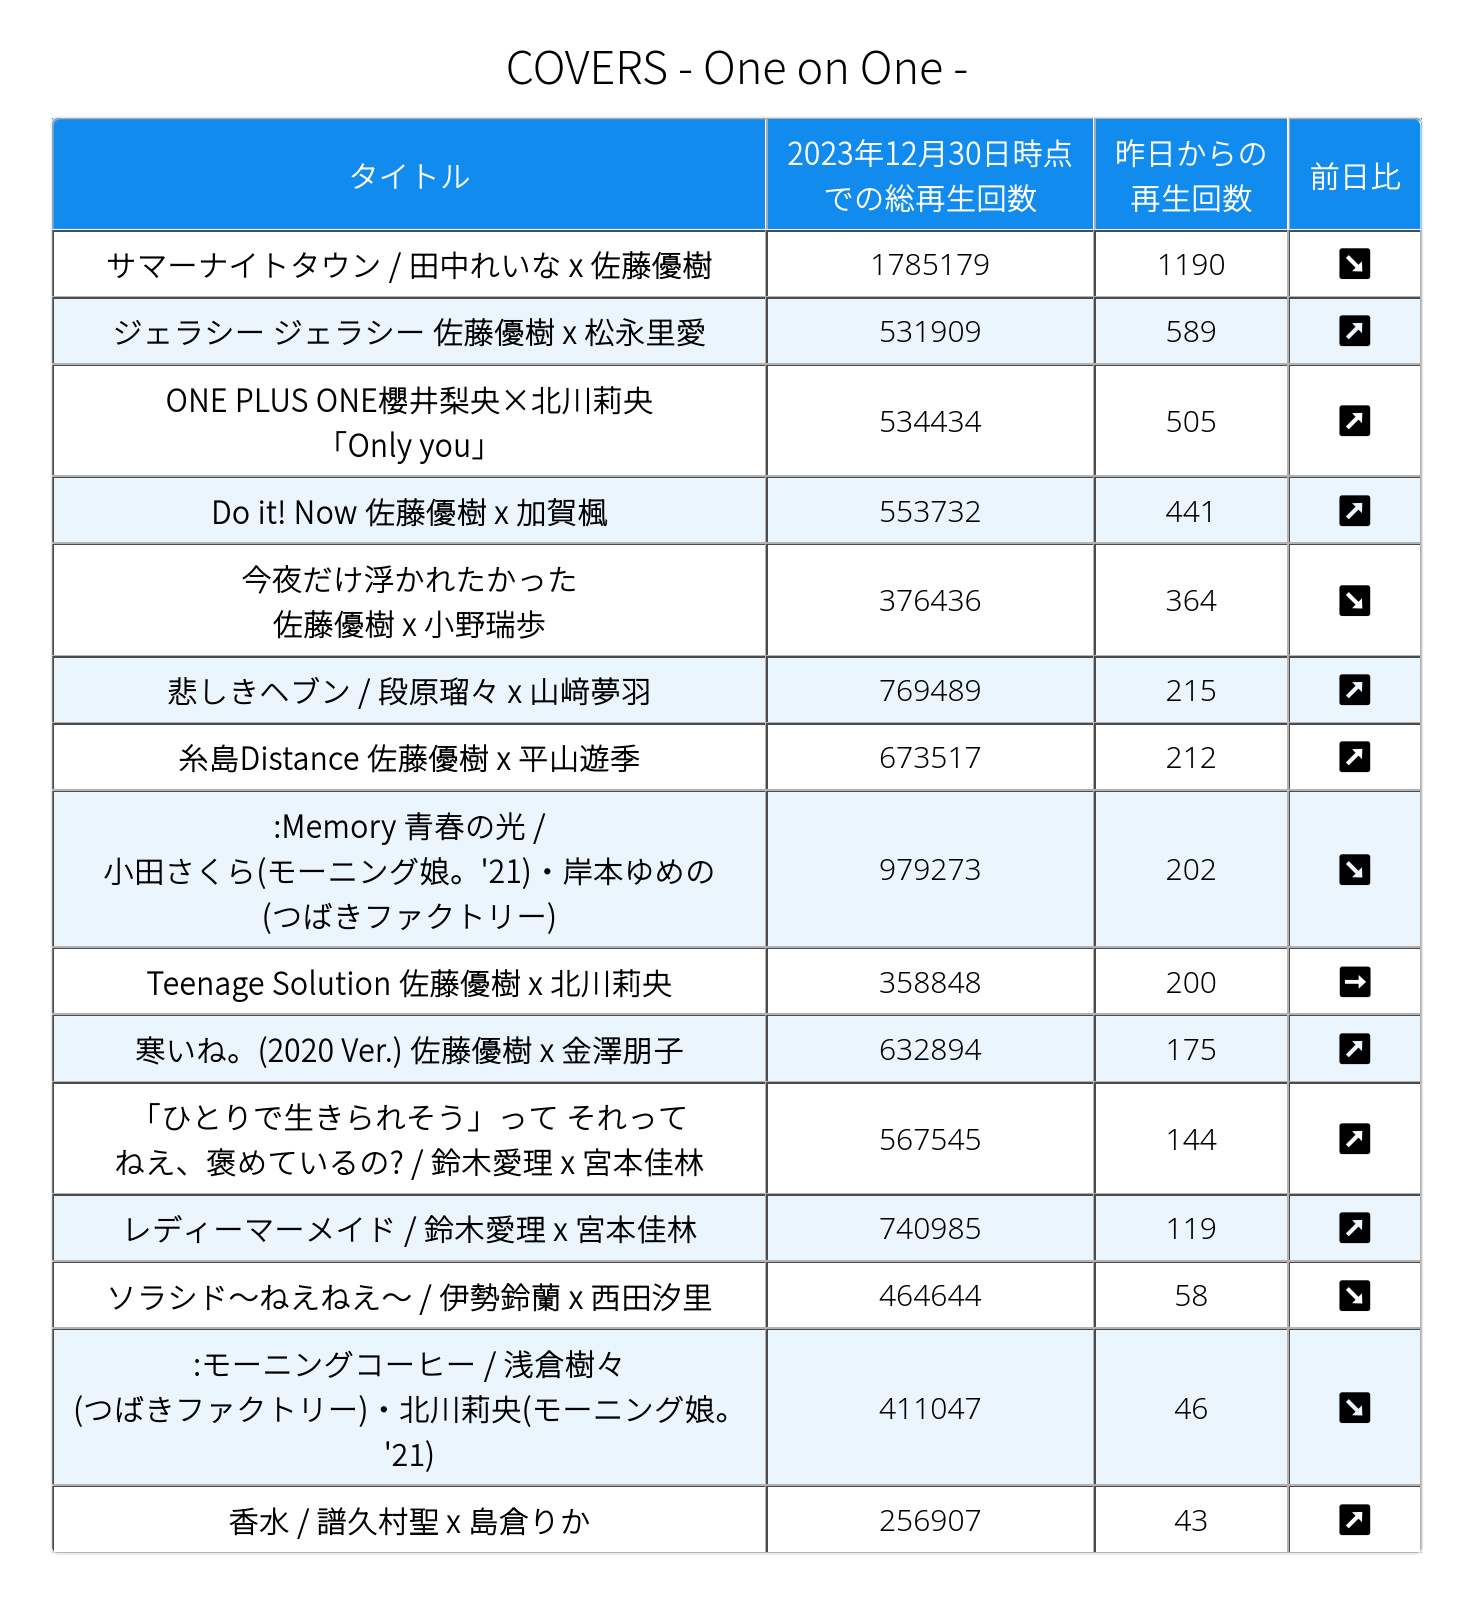 COVERS - One on One -
タイトル
2023年12月30日時点
での総再生回数
昨日からの
再生回数
前日比
サマーナイトタウン / 田中れいな x 佐藤優樹
1785179
1190
ジェラシー ジェラシー 佐藤優樹 x 松永里愛
531909
589
ONE PLUS ONE櫻井梨央×北川莉央
「Only you」
534434
505
Do it! Now 佐藤優樹 x 加賀楓
553732
441
今夜だけ浮かれたかった
佐藤優樹 x 小野瑞歩
376436
364
悲しきヘブン / 段原瑠々 x 山﨑夢羽
769489
215
糸島Distance 佐藤優樹 x 平山遊季
673517
212
:Memory 青春の光 /
小田さくら(モーニング娘。'21)・岸本ゆめの
(つばきファクトリー)
979273
202
Teenage Solution 佐藤優樹 x 北川莉央
358848
200
寒いね。(2020 Ver.) 佐藤優樹 x 金澤朋子
632894
175
「ひとりで生きられそう」って それって
ねえ、褒めているの? / 鈴木愛理 x 宮本佳林
567545
144
レディーマーメイド / 鈴木愛理 x 宮本佳林
740985
119
ソラシド〜ねえねえ〜 / 伊勢鈴蘭 x 西田汐里
464644
58
:モーニングコーヒー / 浅倉樹々
(つばきファクトリー)・北川莉央(モーニング娘。
'21)
411047
46
香水 / 譜久村聖 x 島倉りか
256907
43